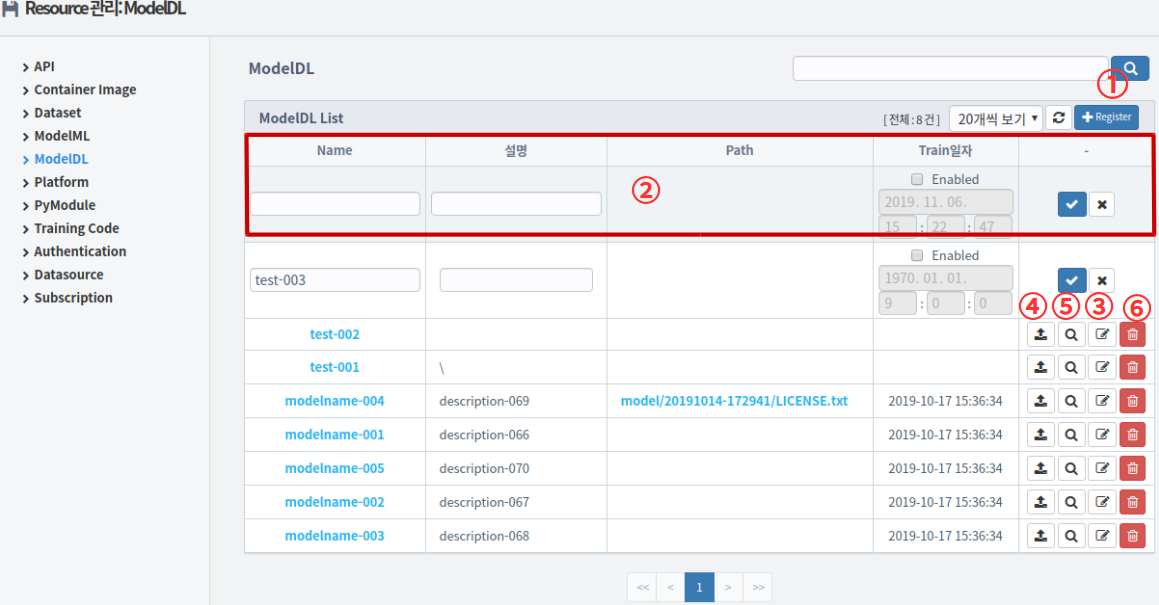 Resource 관리: ModelDL
API
Container Image
Dataset
ModelML
ModelDL
Platform
PyModule
Training Code
Authentication
Datasource
Subscription
ModelDL
①
ModelDL List [ 전체 : 8 건 ] 20개씩 보기 Register
Name 설명 Path Train일자 -
② Enabled
2019. 11. 06.
15 : 22 : 47
Enabled
test-003 1970. 01. 01.
9 : 0 : 0
④ ⑤ ③ ⑥
test-002
test-001 \
modelname-004 description-069 model/20191014-172941/LICENSE.txt 2019-10-17 15:36:34
modelname-001 description-066 2019-10-17 15:36:34
modelname-005 description-070 2019-10-17 15:36:34
modelname-002 description-067 2019-10-17 15:36:34
modelname-003 description-068 2019-10-17 15:36:34
<< < 1 > >>